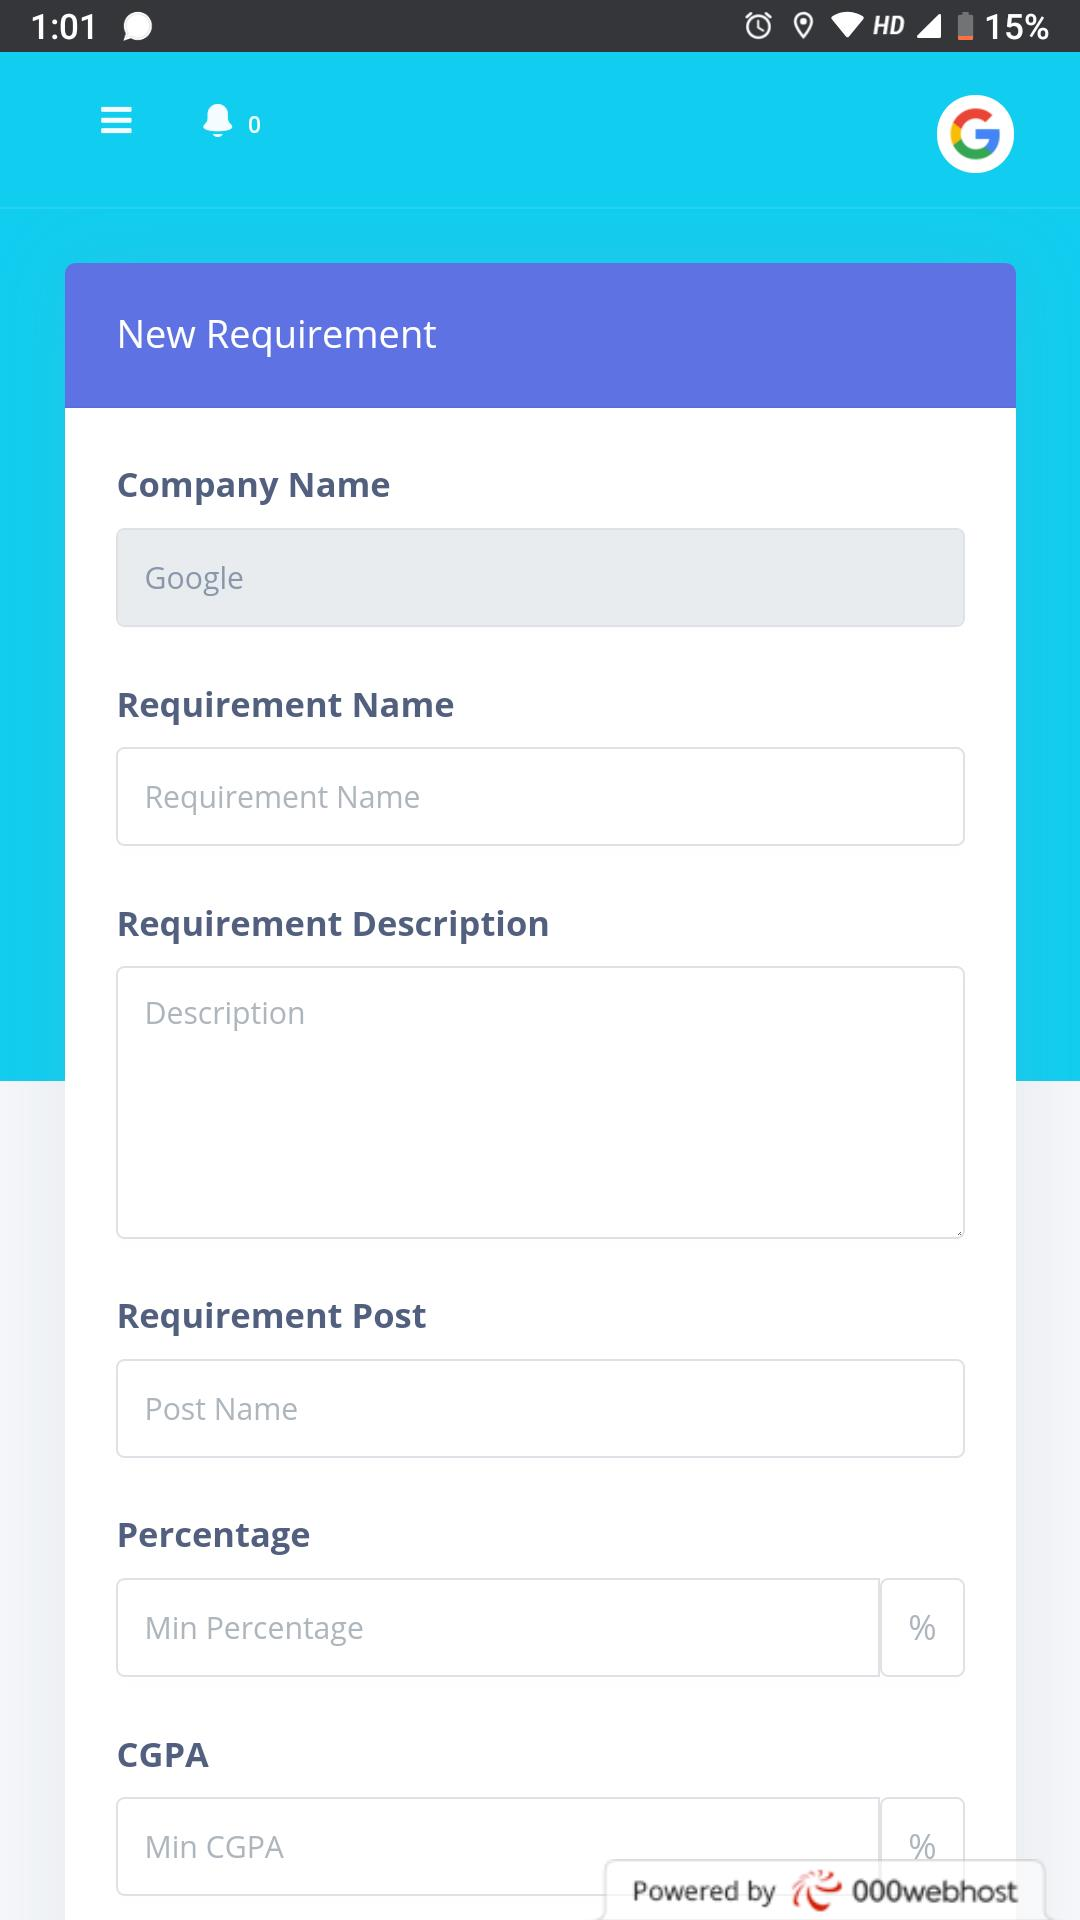 1:01 HD 15%
0
New Requirement
Company Name
Google
Requirement Name
Requirement Name
Requirement Description
Description
Requirement Post
Post Name
Percentage
Min Percentage %
CGPA
Min CGPA %
Powered by 000webhost